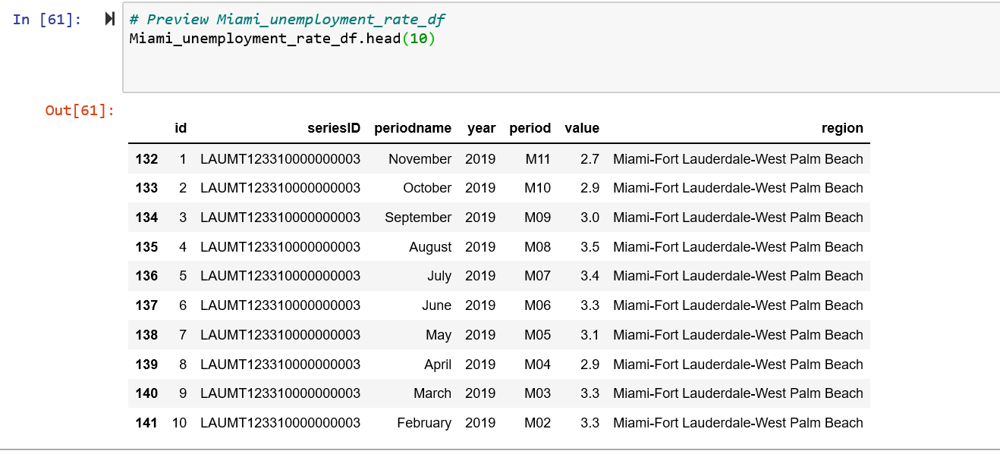 In [61]:
# Preview Miami_unemployment_rate_df
Miami_unemployment_rate_df.head(10)
Out[61]:
id seriesID periodname year period value region
132 1 LAUMT123310000000003 November 2019 M11 2.7 Miami-Fort Lauderdale-West Palm Beach
133 2 LAUMT123310000000003 October 2019 M10 2.9 Miami-Fort Lauderdale-West Palm Beach
134 3 LAUMT123310000000003 September 2019 M09 3.0 Miami-Fort Lauderdale-West Palm Beach
135 4 LAUMT123310000000003 August 2019 M08 3.5 Miami-Fort Lauderdale-West Palm Beach
136 5 LAUMT123310000000003 July 2019 M07 3.4 Miami-Fort Lauderdale-West Palm Beach
137 6 LAUMT123310000000003 June 2019 M06 3.3 Miami-Fort Lauderdale-West Palm Beach
138 7 LAUMT123310000000003 May 2019 M05 3.1 Miami-Fort Lauderdale-West Palm Beach
139 8 LAUMT123310000000003 April 2019 M04 2.9 Miami-Fort Lauderdale-West Palm Beach
140 9 LAUMT123310000000003 March 2019 M03 3.3 Miami-Fort Lauderdale-West Palm Beach
141 10 LAUMT123310000000003 February 2019 M02 3.3 Miami-Fort Lauderdale-West Palm Beach